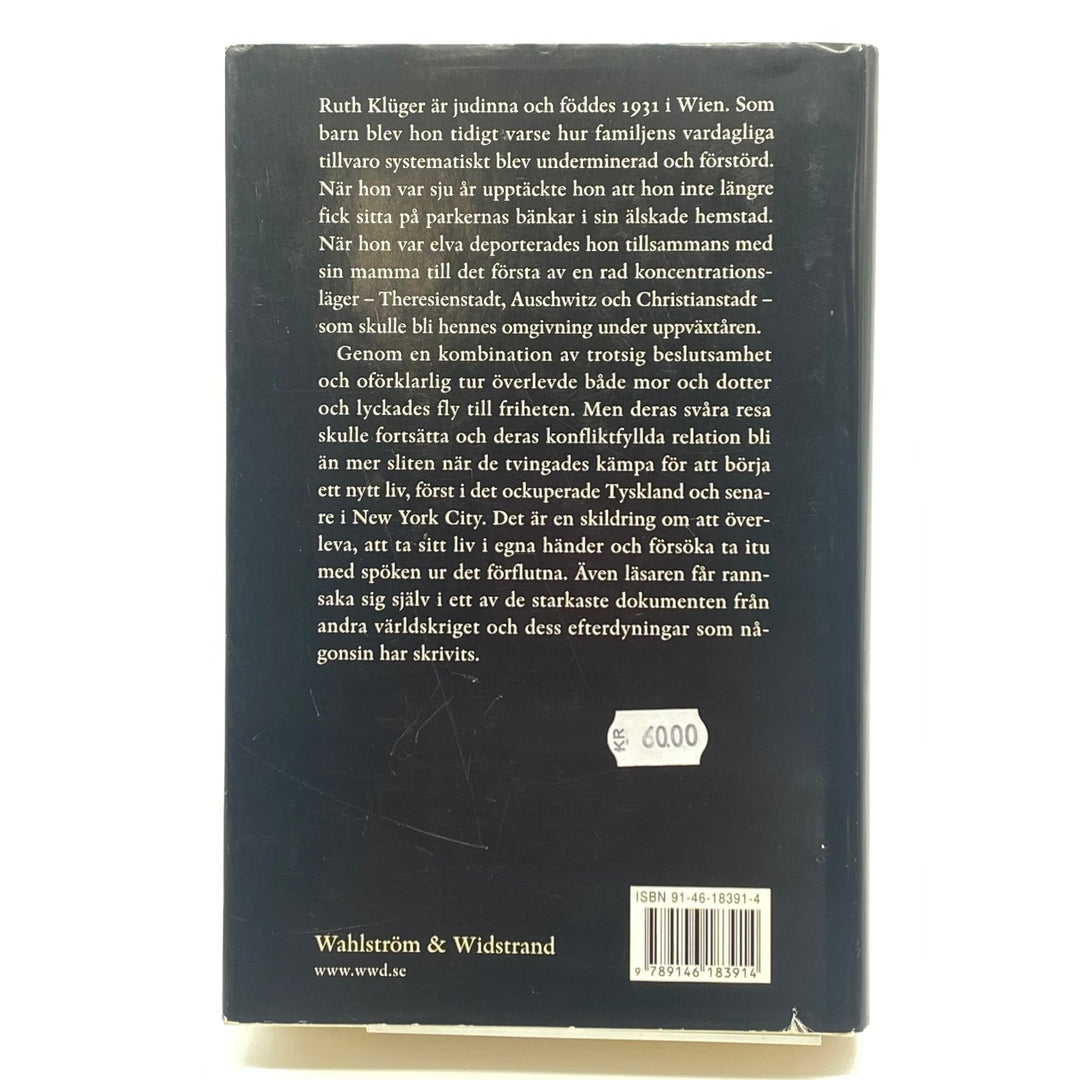 Ruth Klüger är judinna och föddes 1931 i Wien. Som
barn blev hon tidigt varse hur familjens vardagliga
tillvaro systematiskt blev underminerad och förstörd.
När hon var sju år upptäckte hon att hon inte längre
fick sitta på parkernas bänkar i sin älskade hemstad.
När hon var elva deporterades hon tillsammans med
sin mamma till det första av en rad koncentrations-
läger – Theresienstadt, Auschwitz och Christianstadt –
som skulle bli hennes omgivning under uppväxtåren.
Genom en kombination av trotsig beslutsamhet
och oförklarlig tur överlevde både mor och dotter
och lyckades fly till friheten. Men deras svåra resa
skulle fortsätta och deras konfliktfyllda relation bli
än mer sliten när de tvingades kämpa för att börja
ett nytt liv, först i det ockuperade Tyskland och sena-
re i New York City. Det är en skildring om att över-
leva, att ta sitt liv i egna händer och försöka ta itu
med spöken ur det förflutna. Även läsaren får rann-
saka sig själv i ett av de starkaste dokumenten från
andra världskriget och dess efterdyningar som nå-
gonsin har skrivits.
KR 60.00
ISBN 91-46-18391-4
9 789146 183914
Wahlström & Widstrand
www.wwd.se